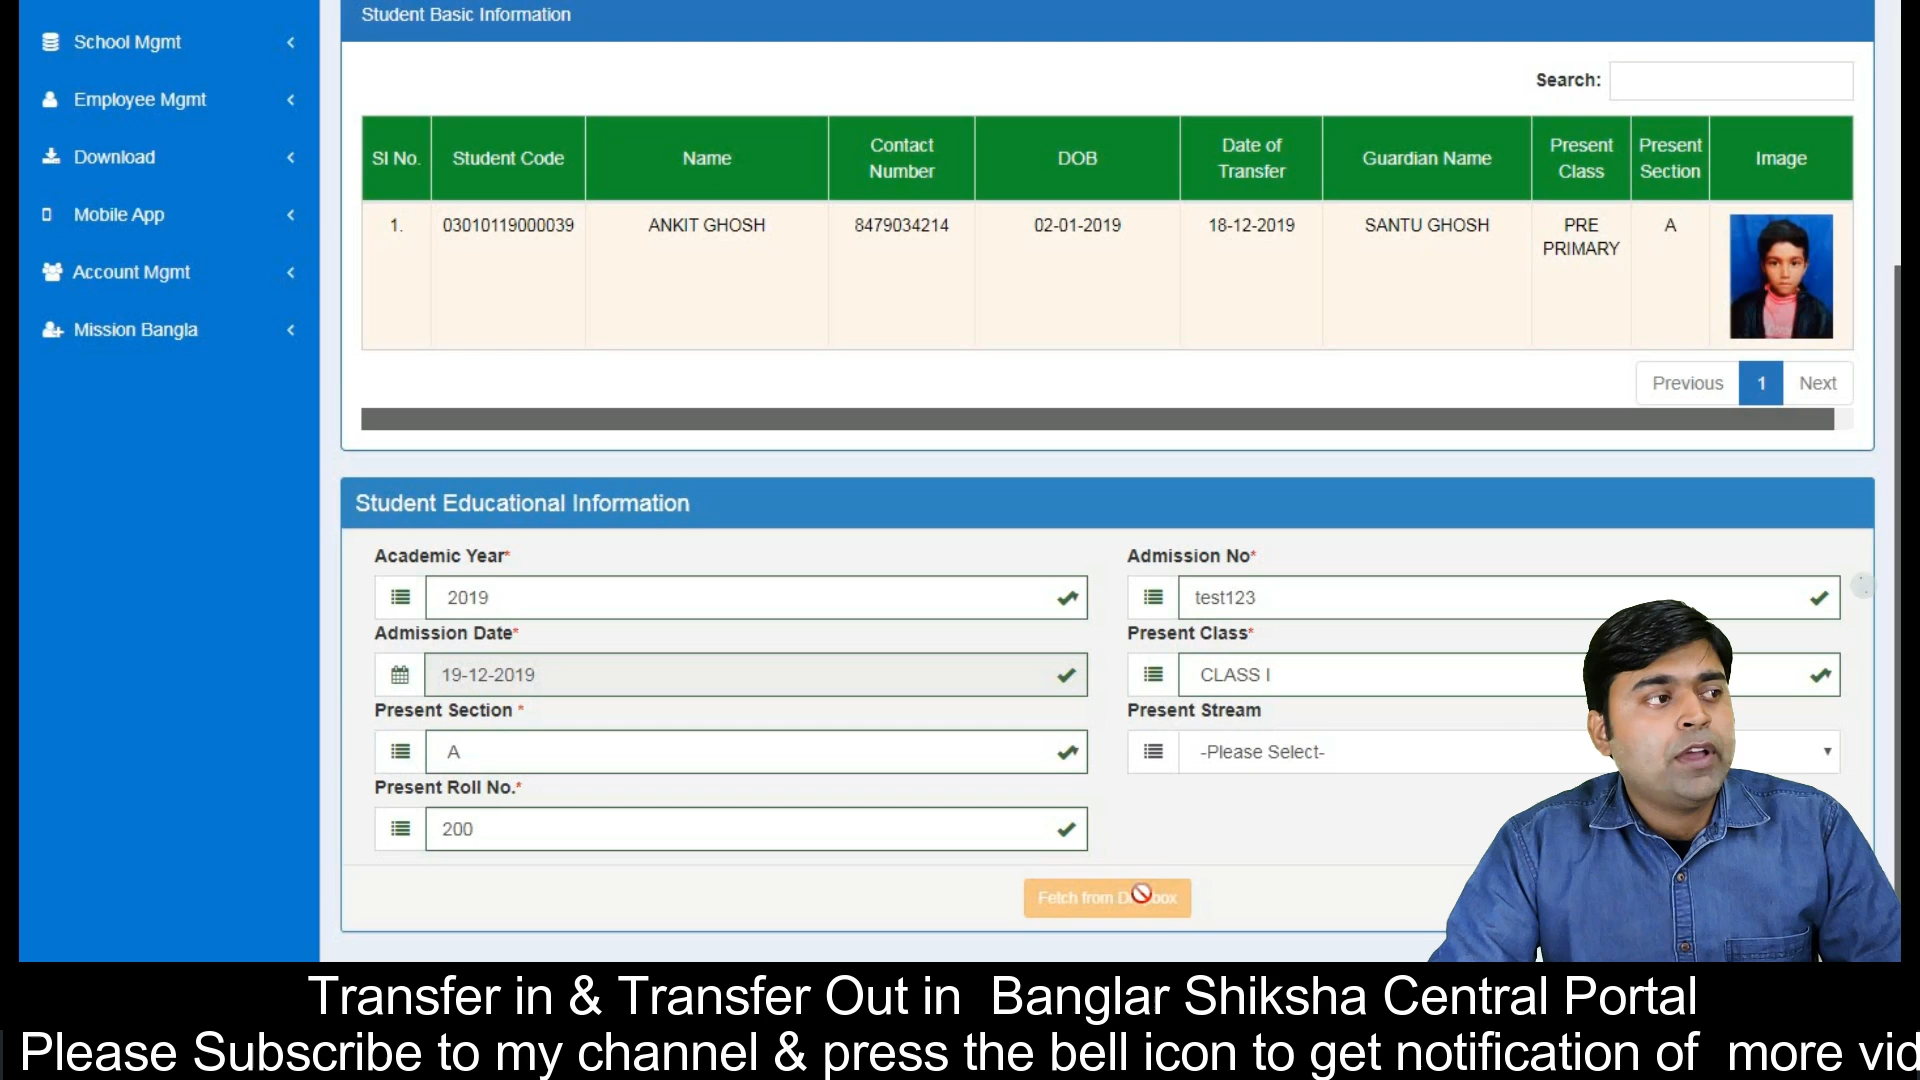 Student Basic Information
School Mgmt
Employee Mgmt
Download
Mobile App
Account Mgmt
Mission Bangla
Search:
Sl No. Student Code Name Contact Number DOB Date of Transfer Guardian Name Present Class Present Section Image
1. 03010119000039 ANKIT GHOSH 8479034214 02-01-2019 18-12-2019 SANTU GHOSH PRE PRIMARY A
Previous 1 Next
Student Educational Information
Academic Year* Admission No*
2019 test123
Admission Date* Present Class*
19-12-2019 CLASS I
Present Section * Present Stream
A -Please Select-
Present Roll No.*
200
Fetch from
Transfer in & Transfer Out in Banglar Shiksha Central Portal
Please Subscribe to my channel & press the bell icon to get notification of more vid